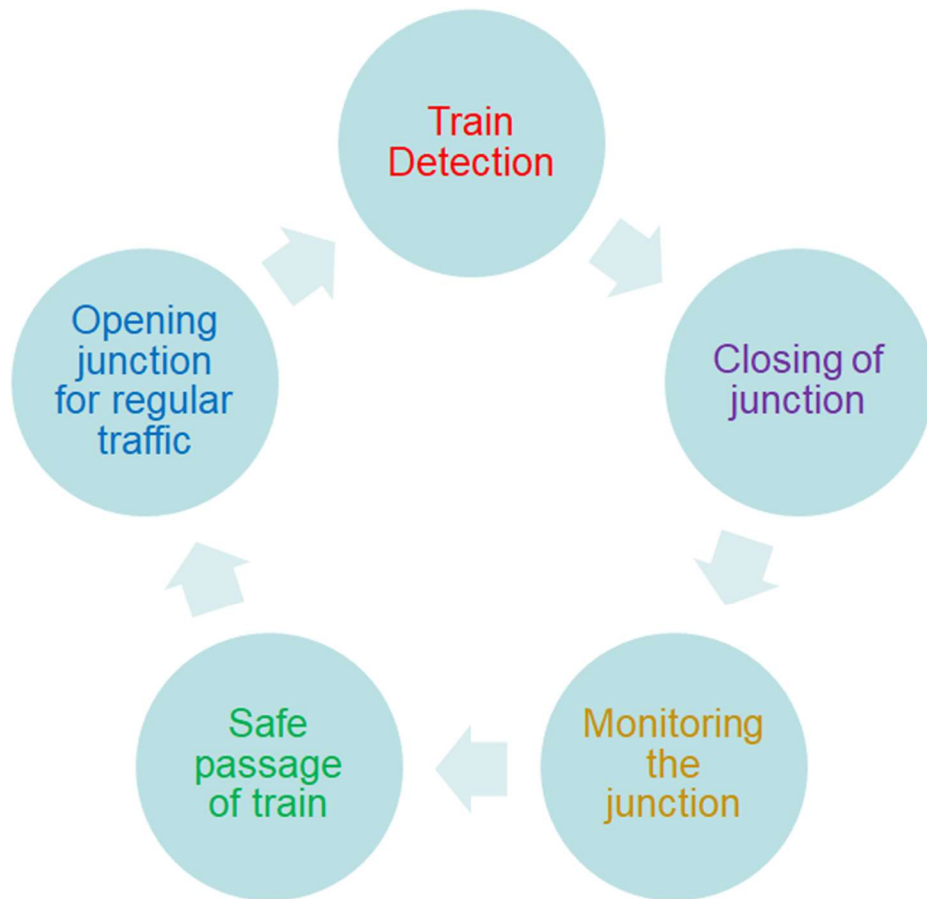 Train
Detection
Closing of
junction
Monitoring
the
junction
Safe
passage
of train
Opening
junction
for regular
traffic